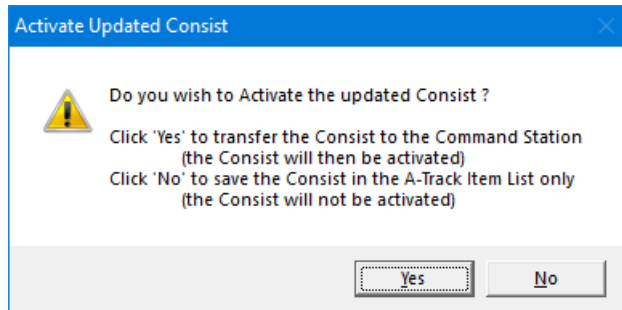 Activate Updated Consist
Do you wish to Activate the updated Consist ?
Click 'Yes' to transfer the Consist to the Command Station
(the Consist will then be activated)
Click 'No' to save the Consist in the A-Track Item List only
(the Consist will not be activated)
Yes
No